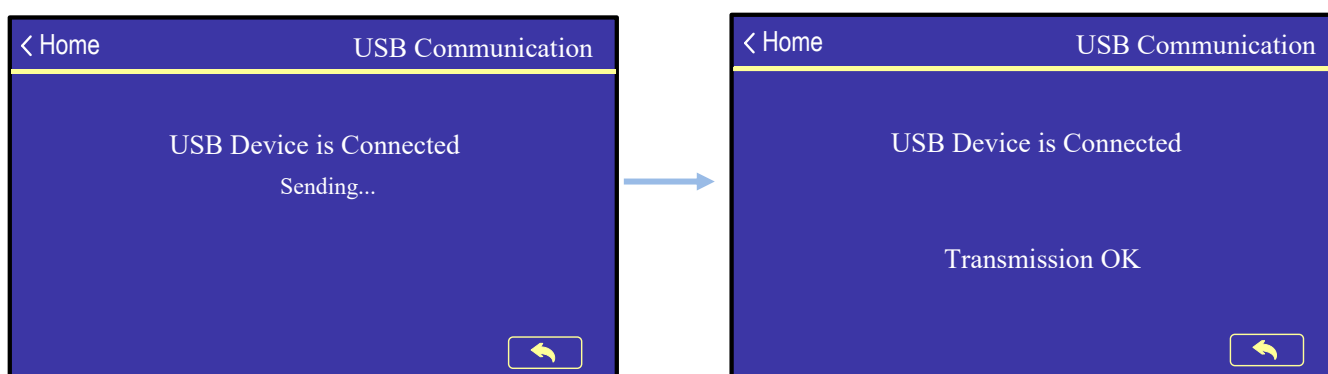 < Home
USB Communication
USB Device is Connected
Sending...
< Home
USB Communication
USB Device is Connected
Transmission OK